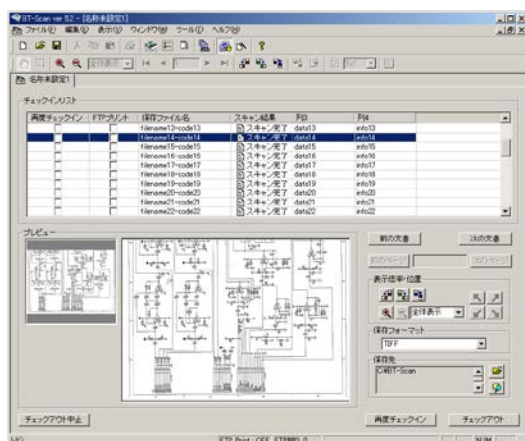 BT-Scan ver 5.2 - [名称未設定1]
ファイル(F) 編集(E) 表示(V) ウィンドウ(W) ツール(T) ヘルプ(H)
全体表示
名称未設定1
チェックインリスト
再度チェックイン FTPプリント 保存ファイル名 スキャン結果 列3 列4
filename13-code13 スキャン完了 data13 info13
filename14-code14 スキャン完了 data14 info14
filename15-code15 スキャン完了 data15 info15
filename16-code16 スキャン完了 data16 info16
filename17-code17 スキャン完了 data17 info17
filename18-code18 スキャン完了 data18 info18
filename19-code19 スキャン完了 data19 info19
filename20-code20 スキャン完了 data20 info20
filename21-code21 スキャン完了 data21 info21
filename22-code22 スキャン完了 data22 info22
プレビュー
前の文書 次の文書
前のページ 次のページ
表示倍率・位置
全体表示
保存フォーマット
TIFF
保存先
C:¥BT-Scan
チェックアウト中止 再度チェックイン チェックアウト
レディ FTP Print : OFF NUM